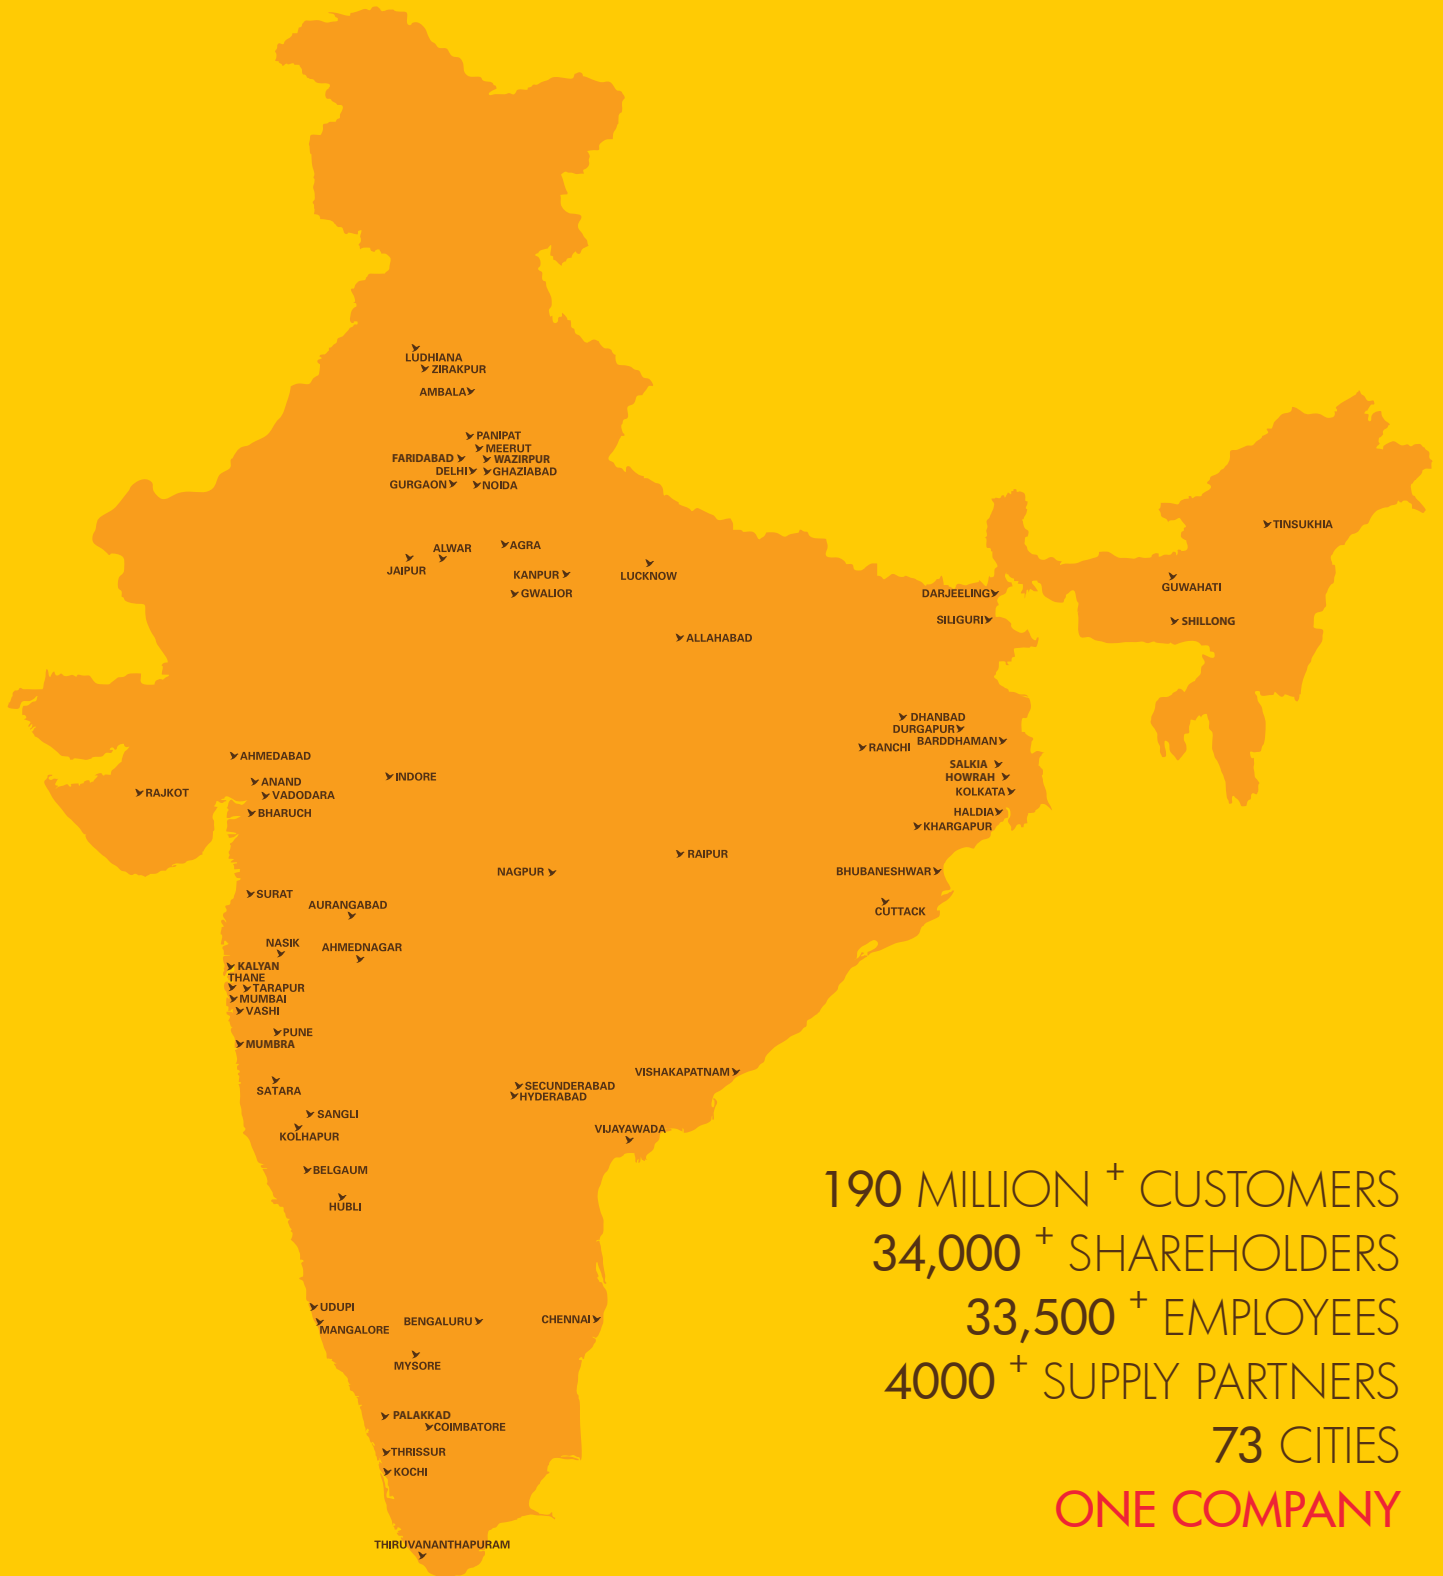 LUDHIANA
ZIRAKPUR
AMBALA
PANIPAT
MEERUT
FARIDABAD
WAZIRPUR
DELHI
GHAZIABAD
GURGAON
NOIDA
TINSUKHIA
AGRA
ALWAR
JAIPUR
KANPUR
LUCKNOW
GUWAHATI
GWALIOR
DARJEELING
SILIGURI
SHILLONG
ALLAHABAD
DHANBAD
DURGAPUR
BARDDHAMAN
RANCHI
AHMEDABAD
SALKIA
HOWRAH
INDORE
ANAND
KOLKATA
RAJKOT
VADODARA
HALDIA
BHARUCH
KHARGAPUR
RAIPUR
NAGPUR
BHUBANESHWAR
SURAT
AURANGABAD
CUTTACK
NASIK
AHMEDNAGAR
KALYAN
THANE
TARAPUR
MUMBAI
VASHI
PUNE
MUMBRA
VISHAKAPATNAM
SATARA
SECUNDERABAD
HYDERABAD
SANGLI
KOLHAPUR
VIJAYAWADA
BELGAUM
HUBLI
UDUPI
MANGALORE
BENGALURU
CHENNAI
MYSORE
PALAKKAD
COIMBATORE
THRISSUR
KOCHI
THIRUVANANTHAPURAM
190 MILLION + CUSTOMERS
34,000 + SHAREHOLDERS
33,500 + EMPLOYEES
4000 + SUPPLY PARTNERS
73 CITIES
ONE COMPANY